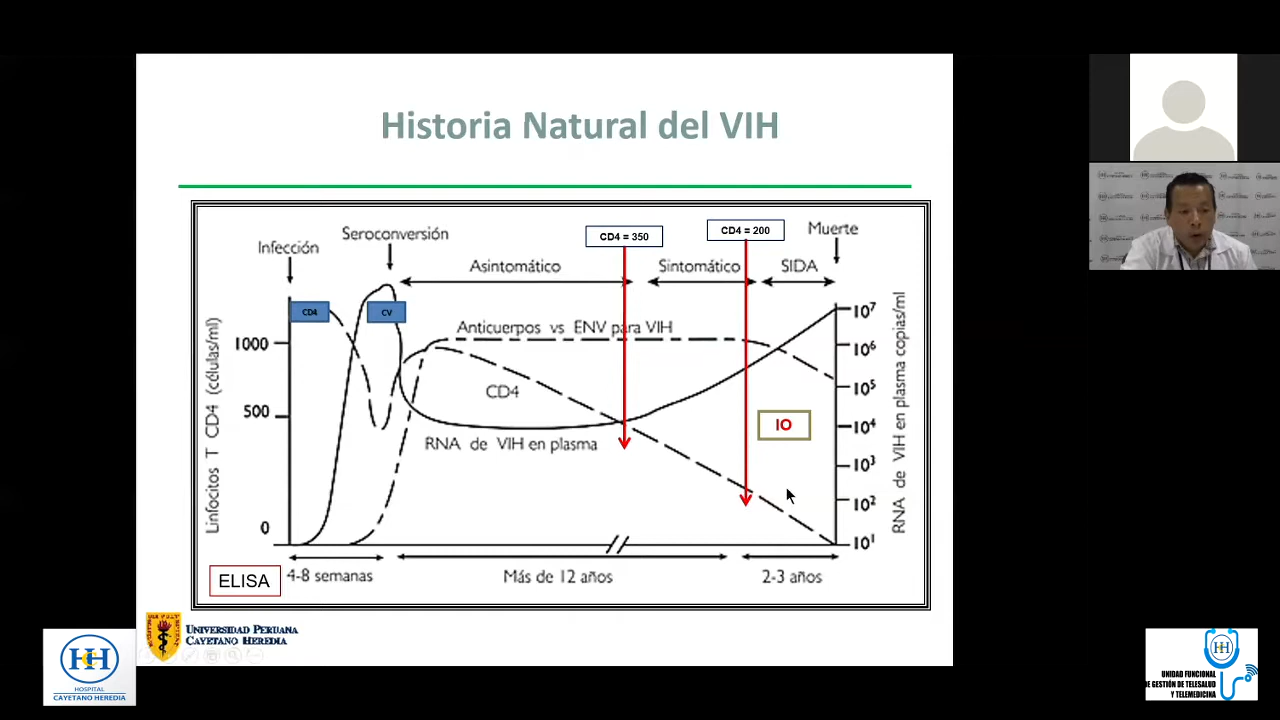 Historia Natural del VIH
Infección
Seroconversión
CD4 = 350
CD4 = 200
Muerte
Asintomático
Sintomático
SIDA
CD4
CV
Anticuerpos vs ENV para VIH
CD4
RNA de VIH en plasma
IO
Linfocitos T CD4 (células/ml)
1000
500
0
10⁷
10⁶
10⁵
10⁴
10³
10²
10¹
RNA de VIH en plasma copias/ml
ELISA
4-8 semanas
Más de 12 años
2-3 años
UNIVERSIDAD PERUANA
CAYETANO HEREDIA
HCH
HOSPITAL
CAYETANO HEREDIA
HCH
UNIDAD FUNCIONAL
DE GESTIÓN DE TELESALUD
Y TELEMEDICINA